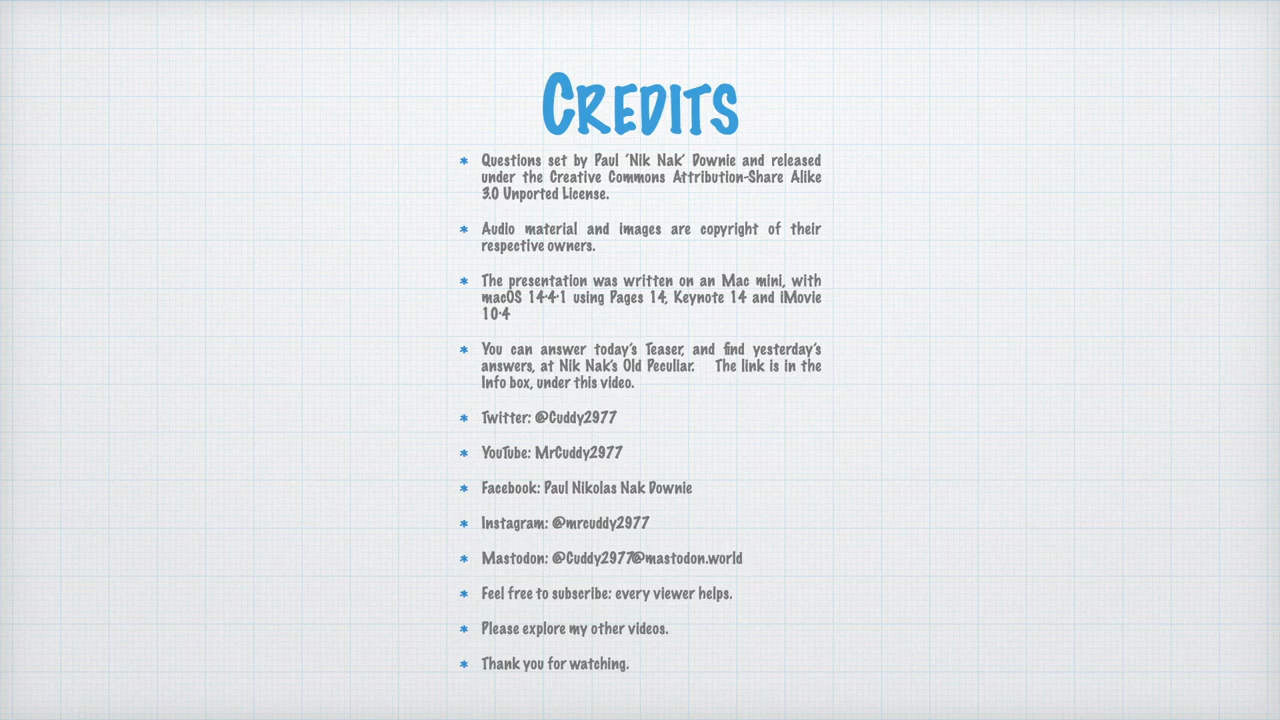 CREDITS
* Questions set by Paul ‘Nik Nak’ Downie and released
under the Creative Commons Attribution-Share Alike
3.0 Unported License.
* Audio material and images are copyright of their
respective owners.
* The presentation was written on an Mac mini, with
macOS 14·4·1 using Pages 14, Keynote 14 and iMovie
10·4
* You can answer today’s Teaser, and find yesterday’s
answers, at Nik Nak’s Old Peculiar. The link is in the
Info box, under this video.
* Twitter: @Cuddy2977
* YouTube: MrCuddy2977
* Facebook: Paul Nikolas Nak Downie
* Instagram: @mrcuddy2977
* Mastodon: @Cuddy2977@mastodon.world
* Feel free to subscribe: every viewer helps.
* Please explore my other videos.
* Thank you for watching.